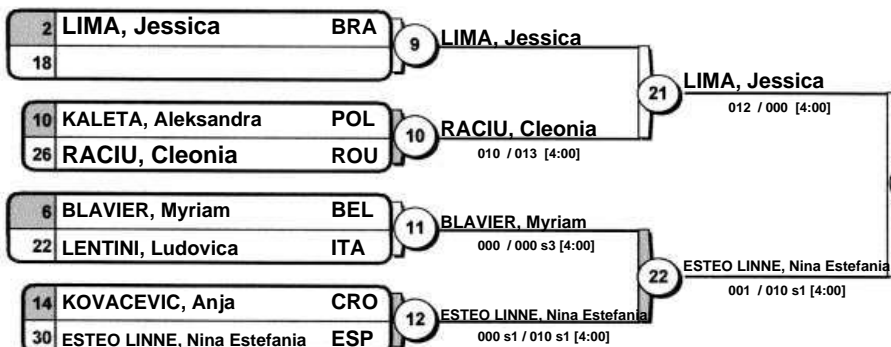 2 LIMA, Jessica BRA
18
10 KALETA, Aleksandra POL
26 RACIU, Cleonia ROU
6 BLAVIER, Myriam BEL
22 LENTINI, Ludovica ITA
14 KOVACEVIC, Anja CRO
30 ESTEO LINNE, Nina Estefania ESP
9 LIMA, Jessica
10 RACIU, Cleonia
010 / 013 [4:00]
11 BLAVIER, Myriam
000 / 000 s3 [4:00]
12 ESTEO LINNE, Nina Estefania
000 s1 / 010 s1 [4:00]
21 LIMA, Jessica
012 / 000 [4:00]
22 ESTEO LINNE, Nina Estefania
001 / 010 s1 [4:00]